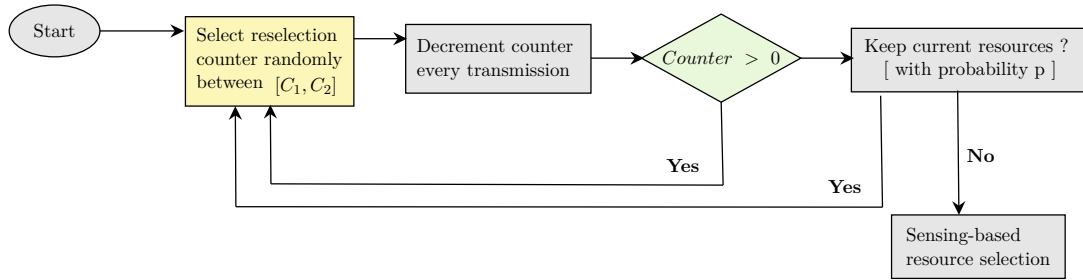 Start
Select reselection
counter randomly
between [C₁, C₂]
Decrement counter
every transmission
Counter > 0
Keep current resources ?
[ with probability p ]
Yes
No
Yes
Sensing-based
resource selection